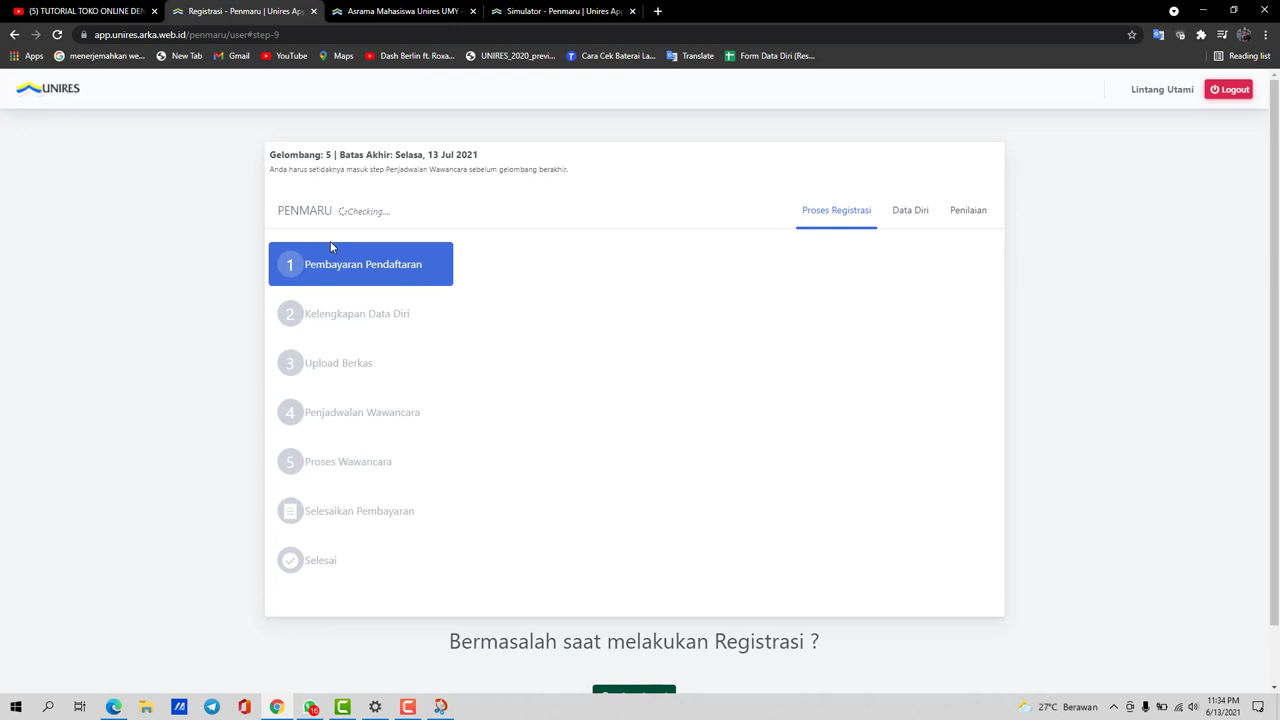 (5) TUTORIAL TOKO ONLINE DEN
Registrasi - Penmaru | Unires Ap
Asrama | Unires Apps UMY -
Simulator - Penmaru | Unires App
app.unires.arka.web.id/penmaru/user#step-9
Apps
menerjemahkan we...
New Tab
Gmail
YouTube
Maps
Dash Berlin ft. Roxa...
UNIRES_2020_previ...
Cara Cek Baterai La...
Translate
Form Data Diri (Res...
Reading list
UNIRES
Lintang Utami
Logout
Gelombang: 5 | Batas Akhir: Selasa, 13 Jul 2021
Anda harus setidaknya masuk step Penjadwalan Wawancara sebelum gelombang berakhir.
PENMARU
Checking....
Proses Registrasi
Data Diri
Penilaian
1 Pembayaran Pendaftaran
2 Kelengkapan Data Diri
3 Upload Berkas
4 Penjadwalan Wawancara
5 Proses Wawancara
Selesaikan Pembayaran
Selesai
Bermasalah saat melakukan Registrasi ?
16
27°C Berawan
11:34 PM
6/13/2021